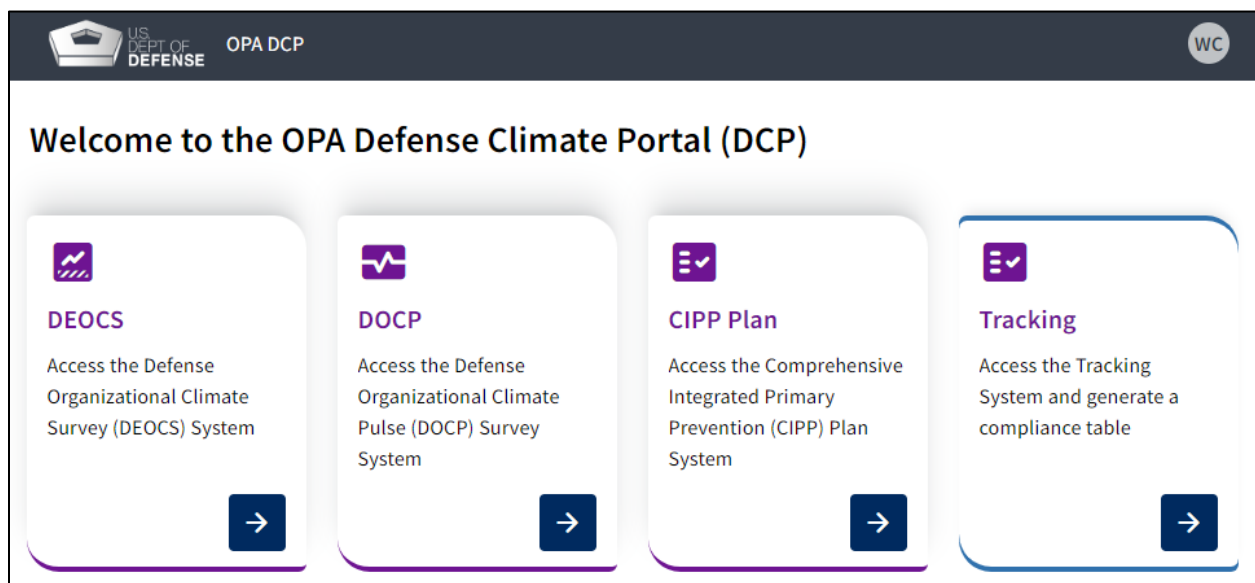 U.S.
DEPT OF
DEFENSE
OPA DCP
WC
Welcome to the OPA Defense Climate Portal (DCP)
DEOCS
Access the Defense
Organizational Climate
Survey (DEOCS) System
DOCP
Access the Defense
Organizational Climate
Pulse (DOCP) Survey
System
CIPP Plan
Access the Comprehensive
Integrated Primary
Prevention (CIPP) Plan
System
Tracking
Access the Tracking
System and generate a
compliance table